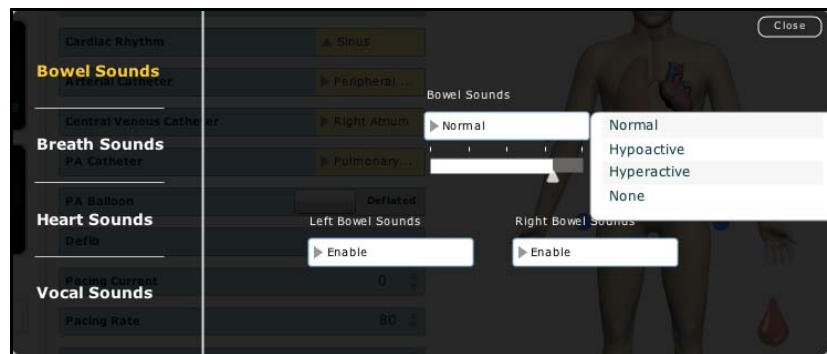 Close
Cardiac Rhythm
Sinus
Bowel Sounds
Arterial Catheter
Peripheral ...
Bowel Sounds
Central Venous Catheter
Right Atrium
Normal
Normal
Hypoactive
Hyperactive
None
Breath Sounds
PA Catheter
Pulmonary...
PA Balloon
Deflated
Heart Sounds
Left Bowel Sounds
Right Bowel Sounds
Defib
Enable
Enable
Pacing Current
0
Vocal Sounds
Pacing Rate
80